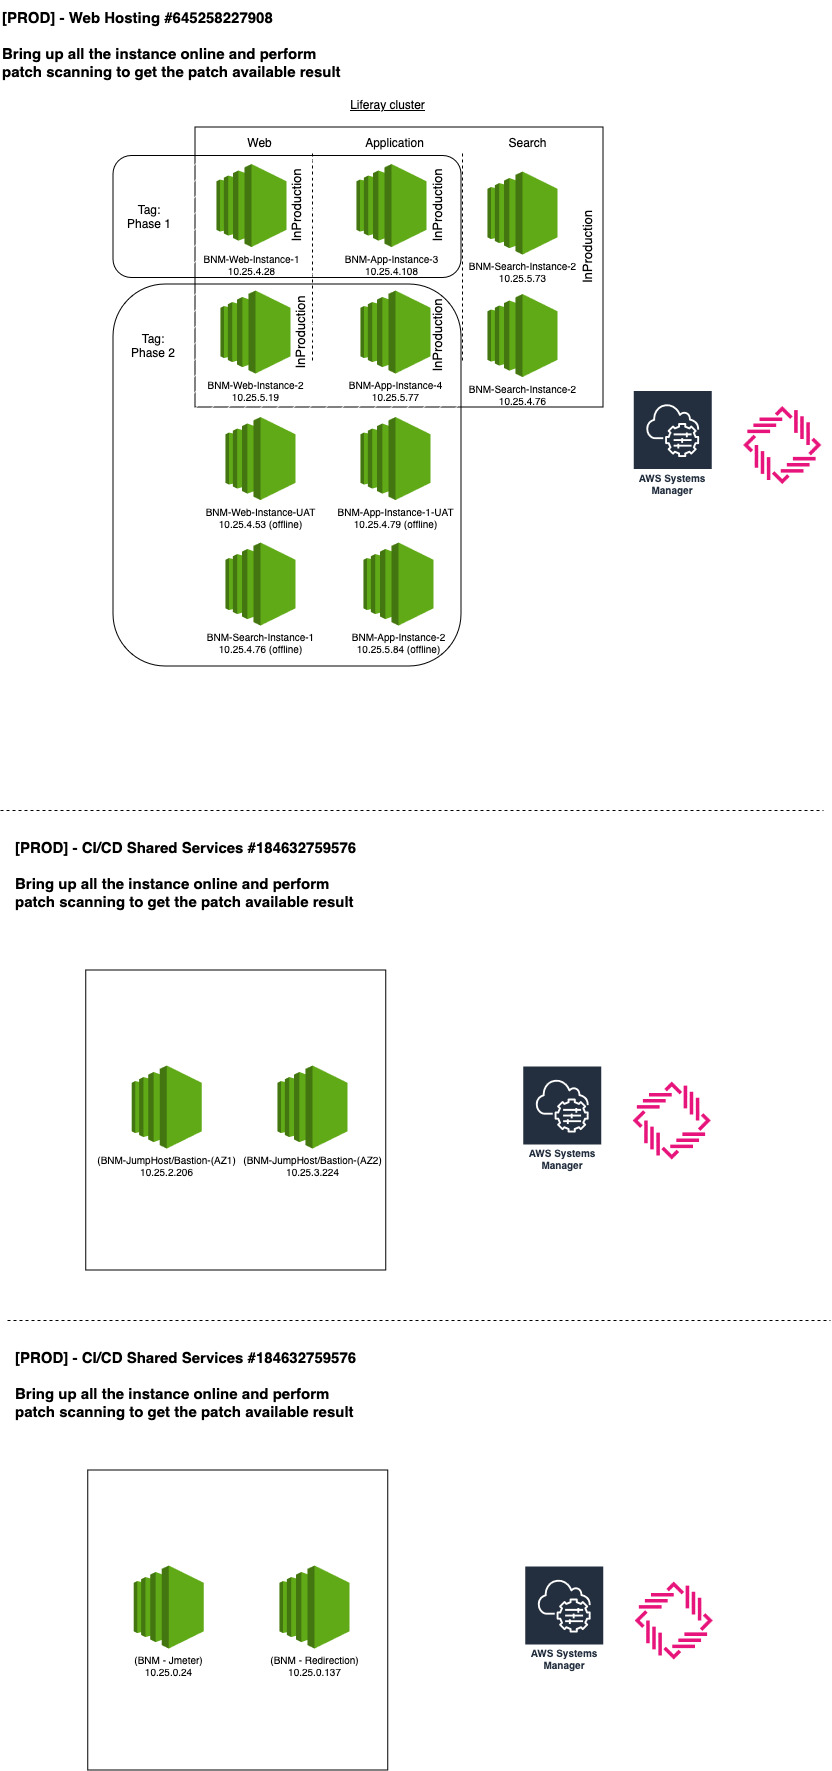 [PROD] - Web Hosting #645258227908
Bring up all the instance online and perform
patch scanning to get the patch available result
Liferay cluster
Web
Application
Search
Tag:
Phase 1
InProduction
InProduction
InProduction
BNM-Web-Instance-1
10.25.4.28
BNM-App-Instance-3
10.25.4.108
BNM-Search-Instance-2
10.25.5.73
Tag:
Phase 2
InProduction
InProduction
BNM-Web-Instance-2
10.25.5.19
BNM-App-Instance-4
10.25.5.77
BNM-Search-Instance-2
10.25.4.76
AWS Systems
Manager
BNM-Web-Instance-UAT
10.25.4.53 (offline)
BNM-App-Instance-1-UAT
10.25.4.79 (offline)
BNM-Search-Instance-1
10.25.4.76 (offline)
BNM-App-Instance-2
10.25.5.84 (offline)
[PROD] - CI/CD Shared Services #184632759576
Bring up all the instance online and perform
patch scanning to get the patch available result
(BNM-JumpHost/Bastion-(AZ1)
10.25.2.206
(BNM-JumpHost/Bastion-(AZ2)
10.25.3.224
AWS Systems
Manager
[PROD] - CI/CD Shared Services #184632759576
Bring up all the instance online and perform
patch scanning to get the patch available result
(BNM - Jmeter)
10.25.0.24
(BNM - Redirection)
10.25.0.137
AWS Systems
Manager